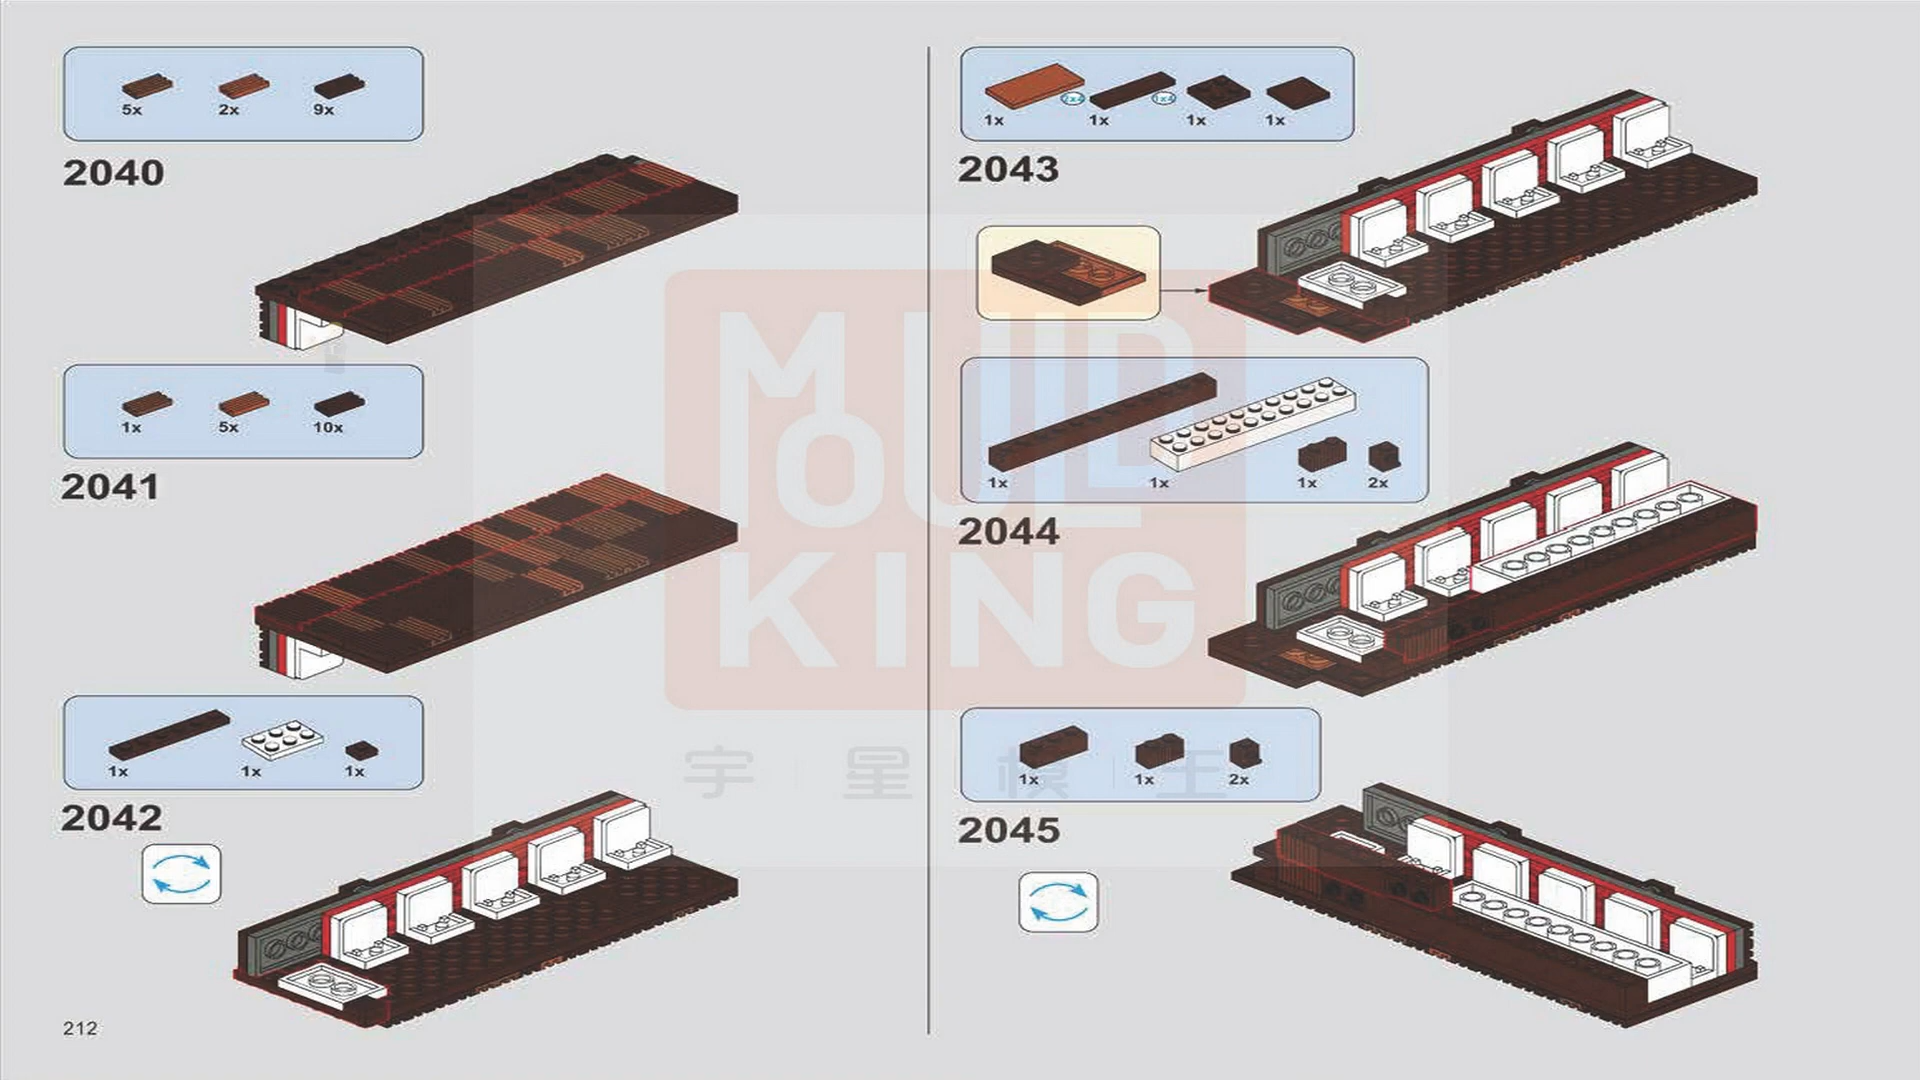 5x 2x 9x
2040
1x 5x 10x
2041
1x 1x 1x
2042
212
2x4 1x4
1x 1x 1x 1x
2043
1x 1x 1x 2x
2044
1x 1x 2x
2045
MOULD
KING
宇 星 模 王